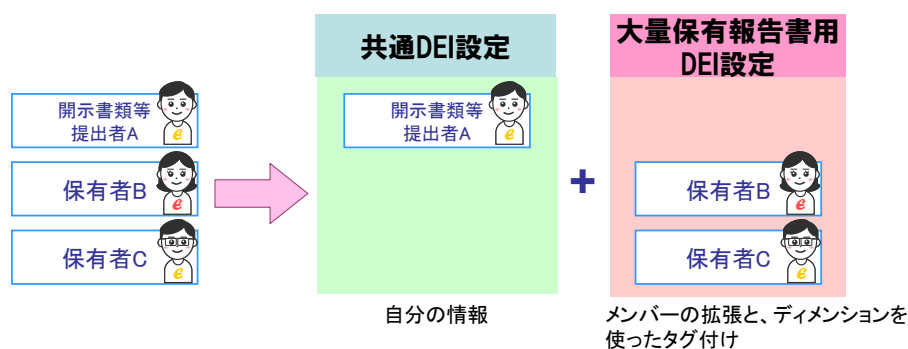 共通DEI設定
大量保有報告書用
DEI設定
開示書類等
提出者A
e
保有者B
e
保有者C
e
開示書類等
提出者A
e
+
保有者B
e
保有者C
e
自分の情報
メンバーの拡張と、ディメンションを
使ったタグ付け